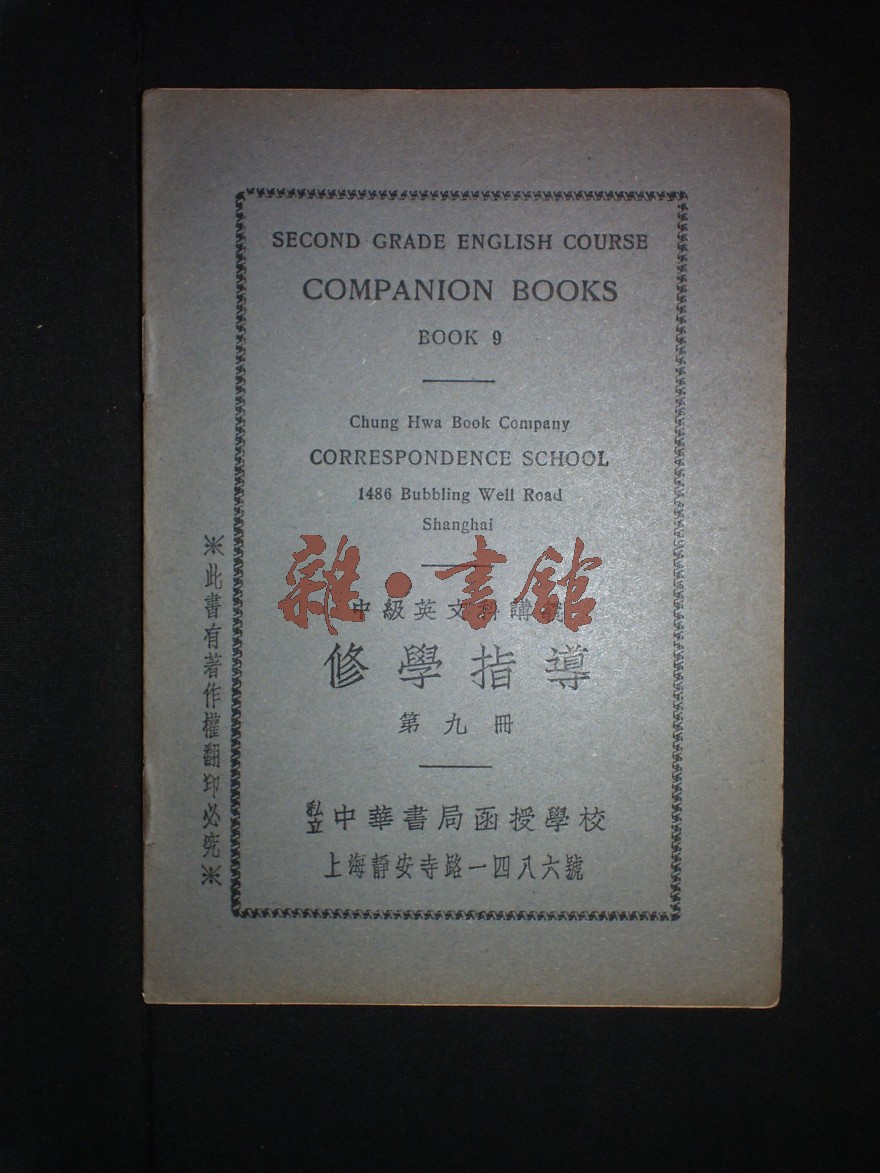 SECOND GRADE ENGLISH COURSE
COMPANION BOOKS
BOOK 9
Chung Hwa Book Company
CORRESPONDENCE SCHOOL
1486 Bubbling Well Road
Shanghai
雜·書館
中級英文科講
修學指導
第九冊
私立中華書局函授學校
上海靜安寺路一四八六號
※此書有著作權翻印必究※